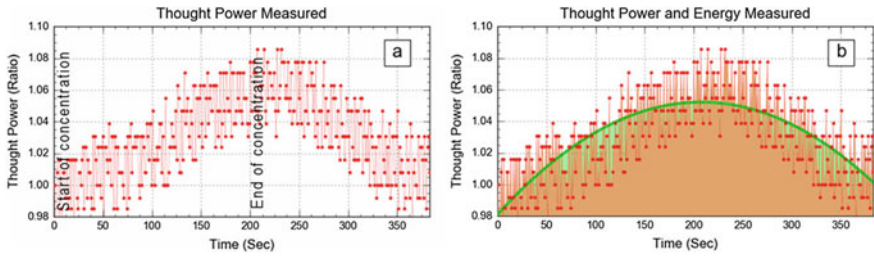 Thought Power Measured
a
Thought Power (Ratio)
1.10
1.08
1.06
1.04
1.02
1.00
0.98
Start of concentration
End of concentration
0 50 100 150 200 250 300 350
Time (Sec)
Thought Power and Energy Measured
b
Thought Power (Ratio)
1.10
1.08
1.06
1.04
1.02
1.00
0.98
0 50 100 150 200 250 300 350
Time (Sec)